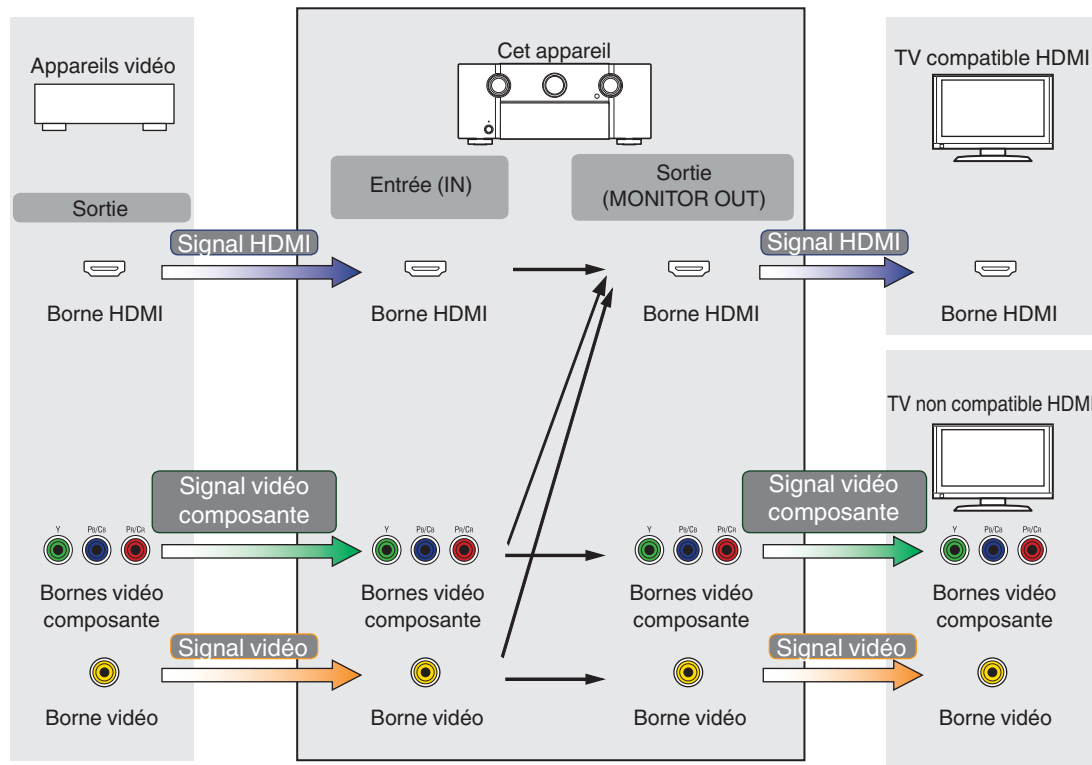 Cet appareil
Appareils vidéo
TV compatible HDMI
Entrée (IN)
Sortie
(MONITOR OUT)
Sortie
Signal HDMI
Signal HDMI
Borne HDMI
Borne HDMI
Borne HDMI
Borne HDMI
TV non compatible HDMI
Signal vidéo
composante
Signal vidéo
composante
Y PB/CB PR/CR
Y PB/CB PR/CR
Y PB/CB PR/CR
Y PB/CB PR/CR
Bornes vidéo
composante
Bornes vidéo
composante
Bornes vidéo
composante
Bornes vidéo
composante
Signal vidéo
Signal vidéo
Borne vidéo
Borne vidéo
Borne vidéo
Borne vidéo